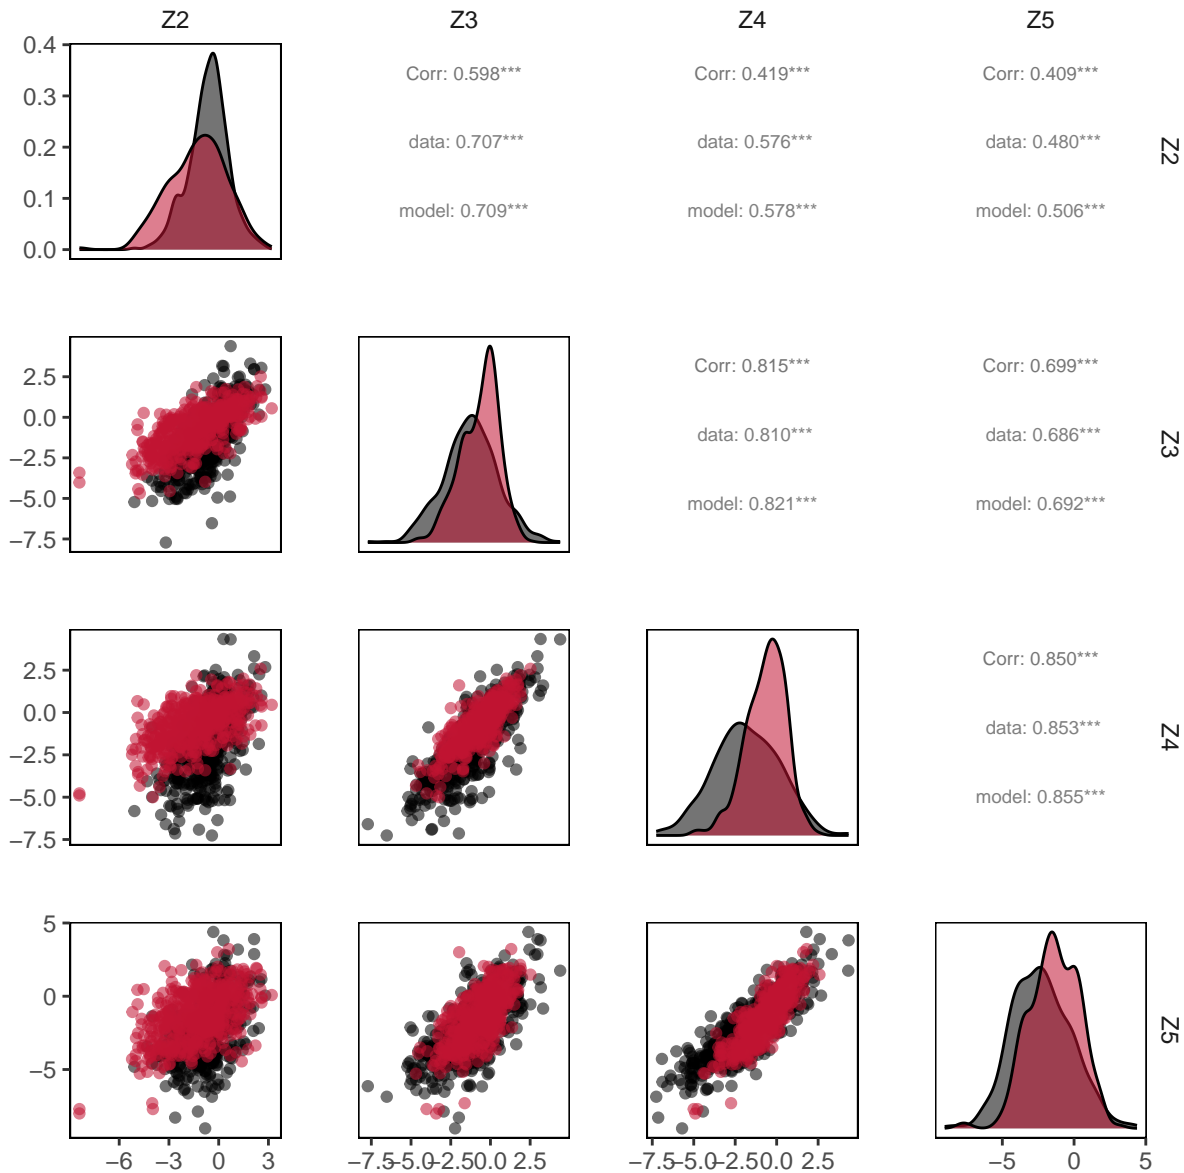 Z2 Z3 Z4 Z5
0.4
0.3
0.2
0.1
0.0
Corr: 0.598***
data: 0.707***
model: 0.709***
Corr: 0.419***
data: 0.576***
model: 0.578***
Corr: 0.409***
data: 0.480***
model: 0.506***
Z2
2.5
0.0
−2.5
−5.0
−7.5
Corr: 0.815***
data: 0.810***
model: 0.821***
Corr: 0.699***
data: 0.686***
model: 0.692***
Z3
2.5
0.0
−2.5
−5.0
−7.5
Corr: 0.850***
data: 0.853***
model: 0.855***
Z4
5
0
−5
Z5
−6 −3 0 3
−7.5 −5.0 −2.5 0.0 2.5
−7.5 −5.0 −2.5 0.0 2.5
−5 0 5